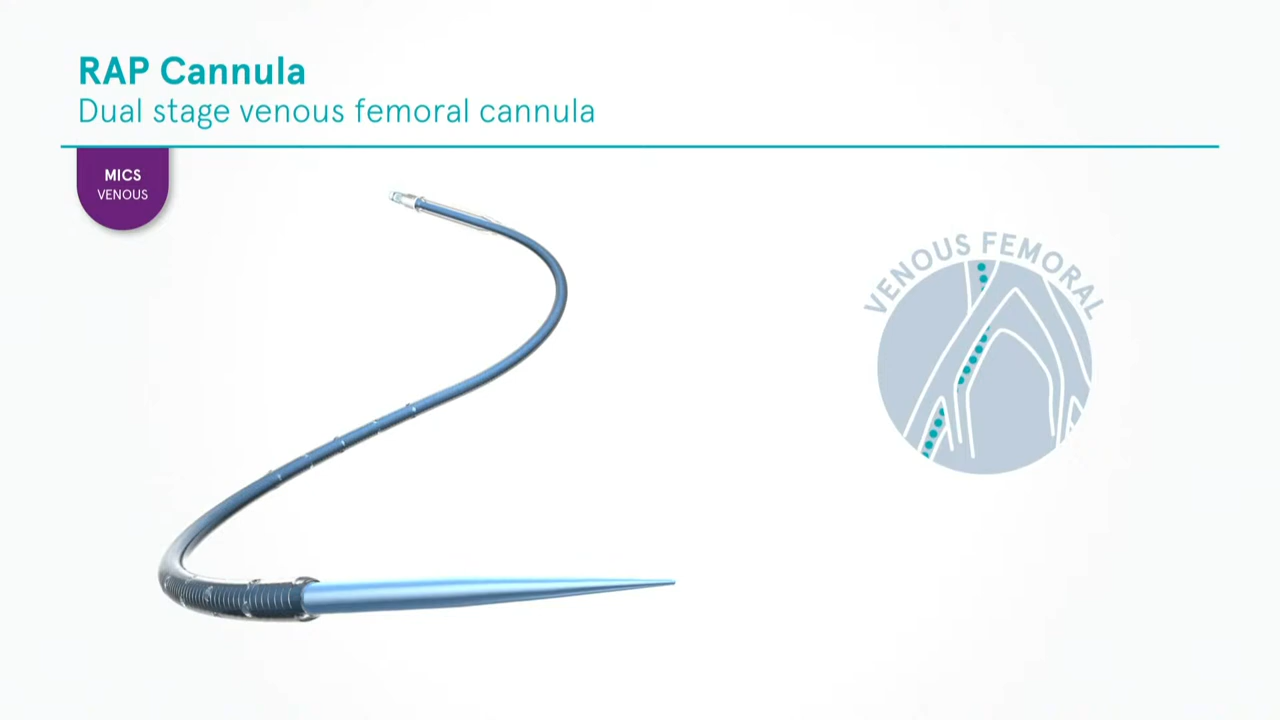 RAP Cannula
Dual stage venous femoral cannula
MICS
VENOUS
VENOUS FEMORAL